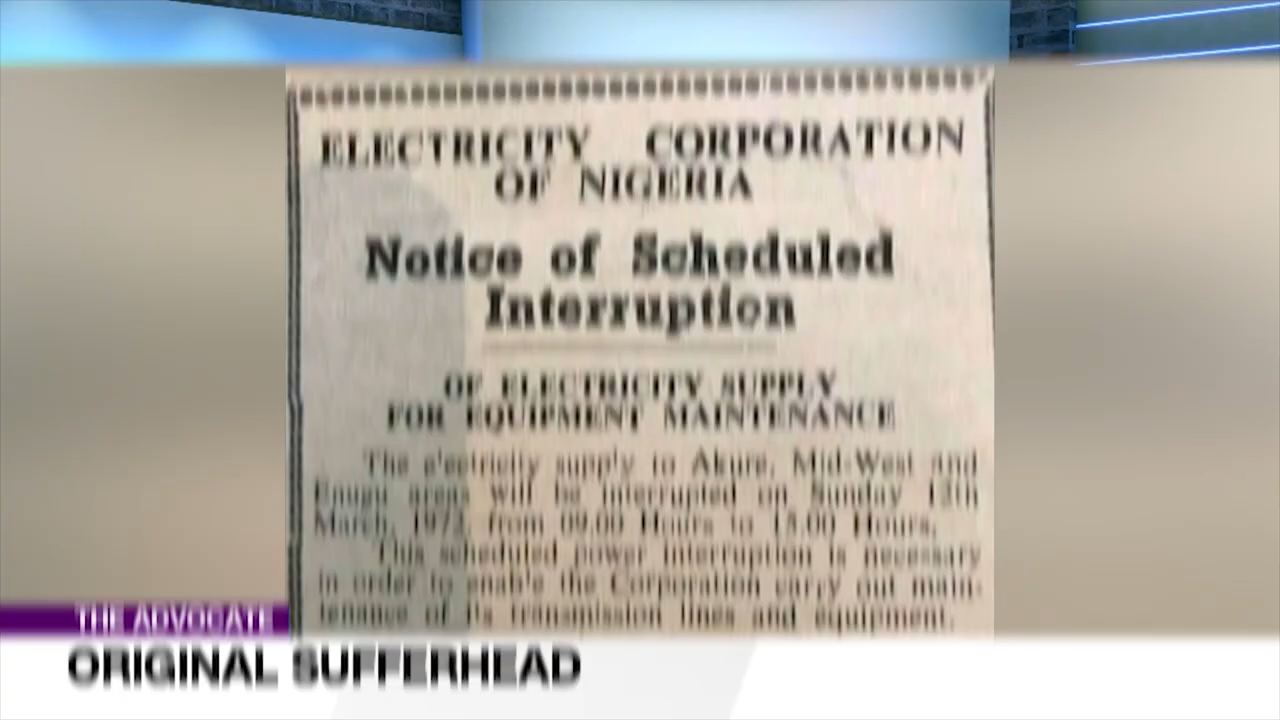 ELECTRICITY CORPORATION
OF NIGERIA
Notice of Scheduled
Interruption
OF ELECTRICITY SUPPLY
FOR EQUIPMENT MAINTENANCE
The electricity supply to Akure, Mid-West and
Enugu areas will be interrupted on Sunday 12th
March, 1972 from 09.00 Hours to 15.00 Hours.
This scheduled power interruption is necessary
in order to enable the Corporation carry out main-
tenance of its transmission lines and equipment.
THE ADVOCATE
ORIGINAL SUFFERHEAD